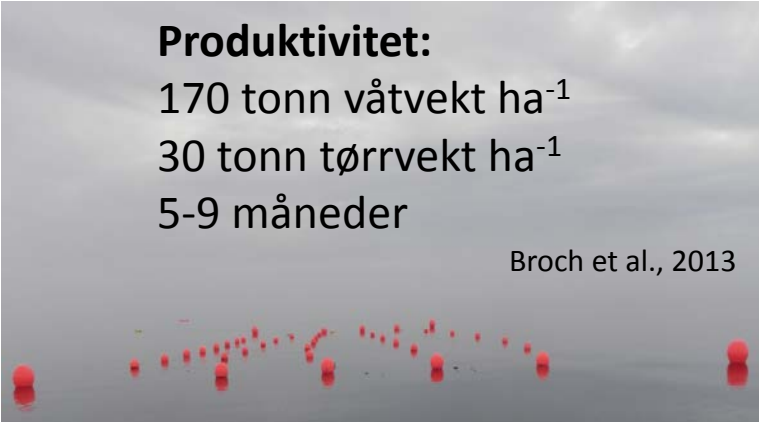 Produktivitet:
170 tonn våtvekt ha⁻¹
30 tonn tørrvekt ha⁻¹
5-9 måneder
Broch et al., 2013